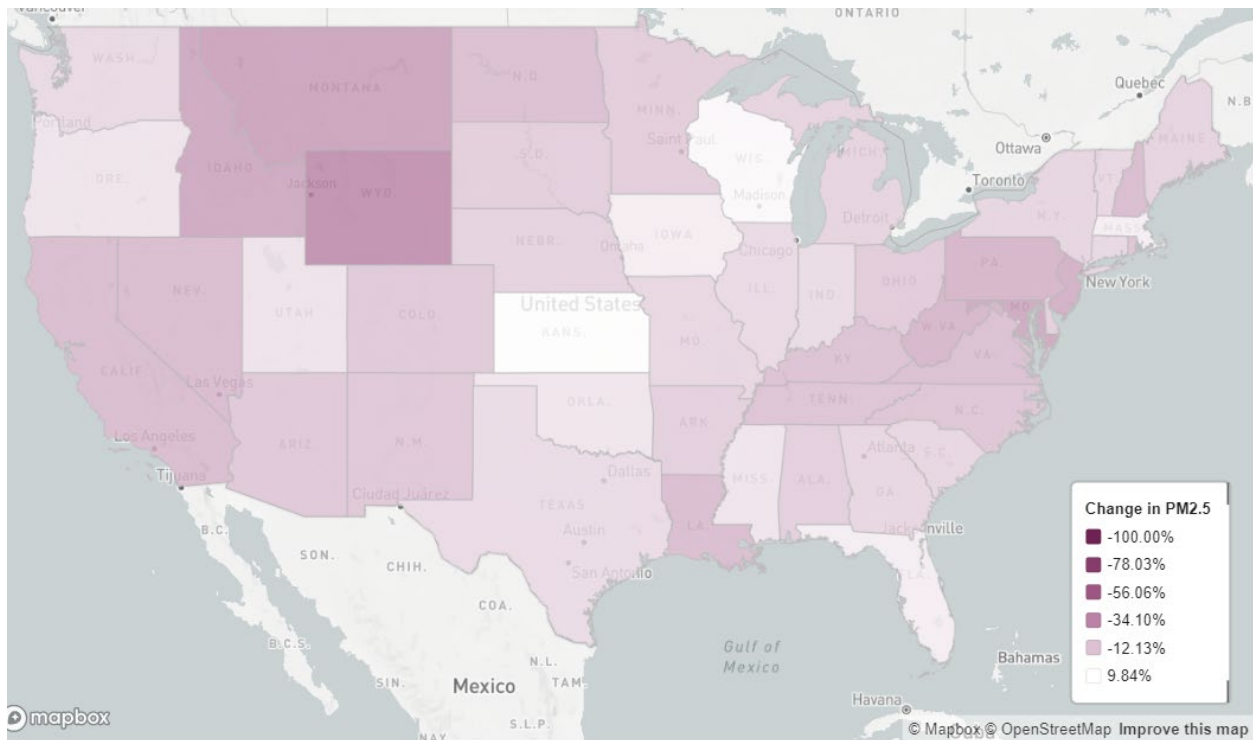 Vancouver
ONTARIO
WASH.
MONTANA
N.D.
Quebec
N.B
Portland
MINN.
Saint Paul
MAINE
Ottawa
ORE.
IDAHO
Jackson
WYO.
S.D.
WIS.
MICH.
VT.
Toronto
Madison
Detroit
N.Y.
MASS.
NEBR.
Omaha
IOWA
Chicago
PA.
New York
NEV.
UTAH
COLO.
United States
KANS.
ILL.
IND.
OHIO
MD.
W.VA.
CALIF.
Las Vegas
MO.
KY.
VA.
Los Angeles
ARIZ.
N.M.
OKLA.
ARK.
TENN.
N.C.
Tijuana
Ciudad Juárez
Dallas
MISS.
ALA.
Atlanta
GA.
S.C.
TEXAS
Austin
LA.
Jacksonville
B.C.
SON.
CHIH.
San Antonio
FLA.
COA.
B.C.S.
Gulf of
Mexico
N.L.
SIN.
Mexico
TAM.
Bahamas
S.L.P.
NAY.
Havana
Cuba
Change in PM2.5
-100.00%
-78.03%
-56.06%
-34.10%
-12.13%
9.84%
mapbox
© Mapbox © OpenStreetMap Improve this map